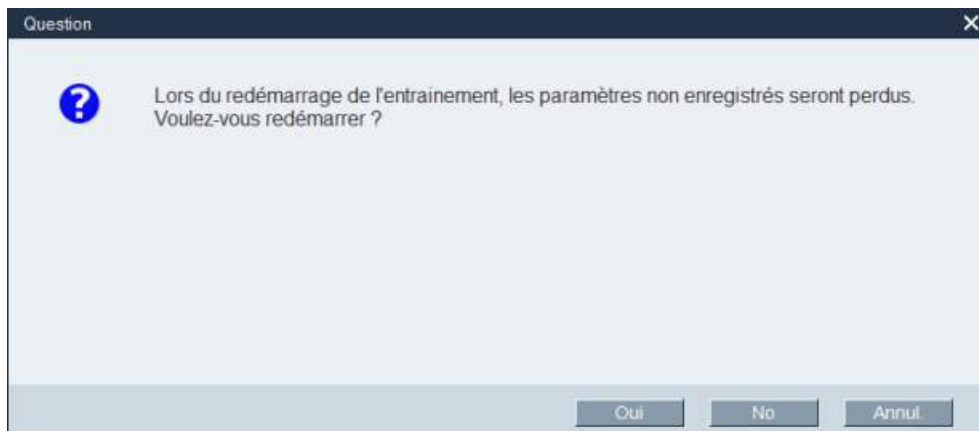 Question
Lors du redémarrage de l'entrainement, les paramètres non enregistrés seront perdus.
Voulez-vous redémarrer ?
Oui No Annul.